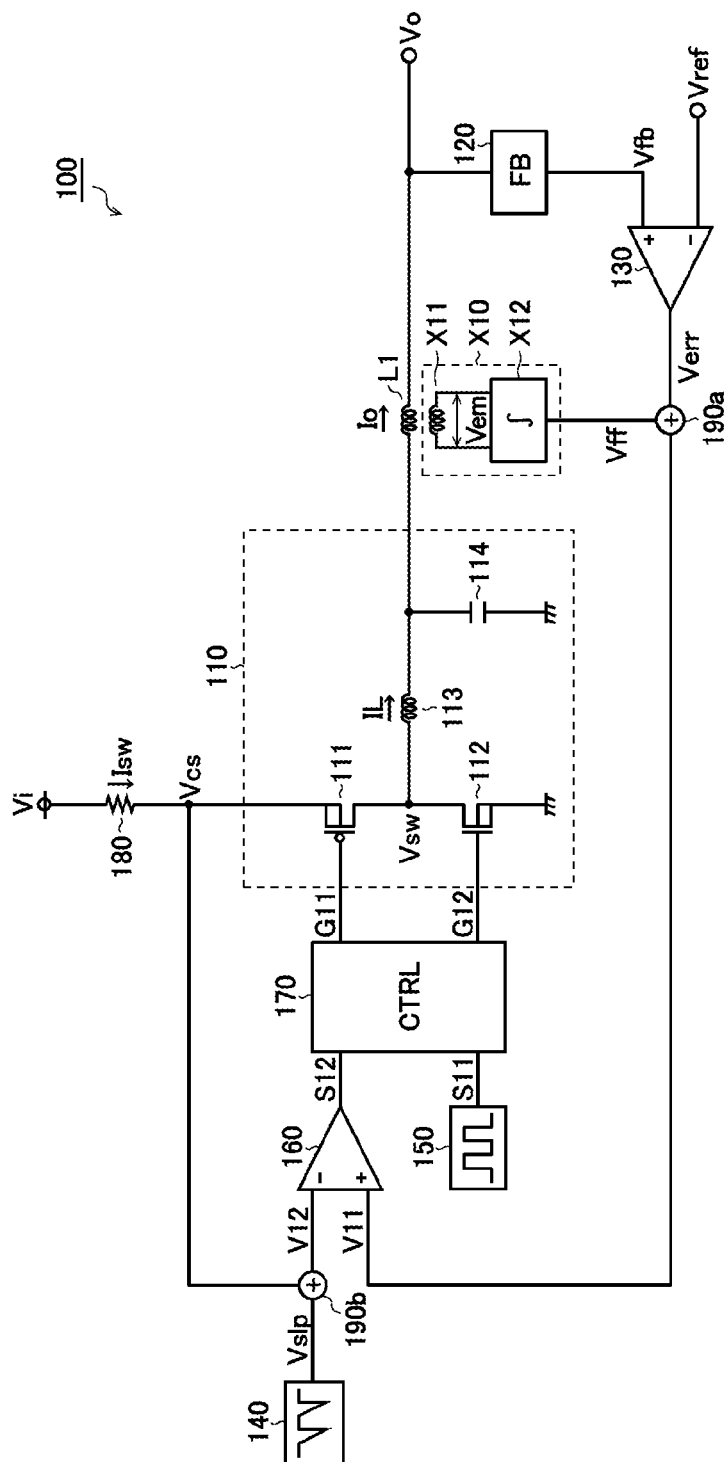 100
Vi
Isw
180
Vcs
110
111
IL
113
Vsw
112
114
Io
L1
X11
X10
X12
Vem
∫
Vff
Vo
120
FB
Vfb
Vref
+
-
130
Verr
+
190a
G11
G12
170
CTRL
S12
S11
160
-
+
150
V12
V11
+
190b
Vslp
140